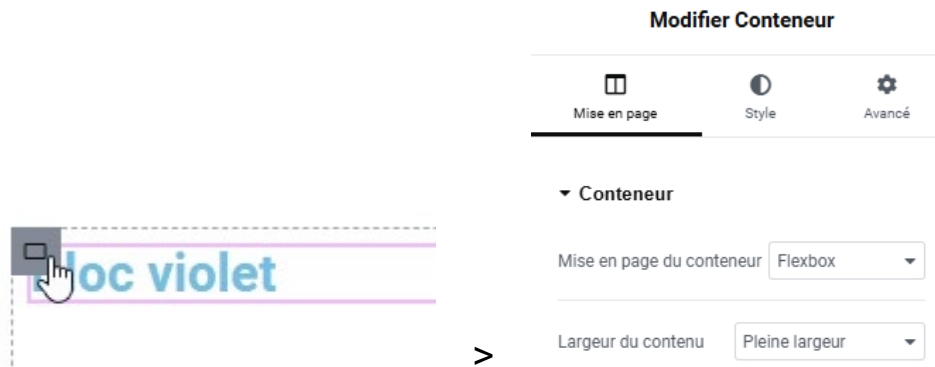 Modifier Conteneur
Mise en page
Style
Avancé
Conteneur
Mise en page du conteneur
Flexbox
loc violet
>
Largeur du contenu
Pleine largeur